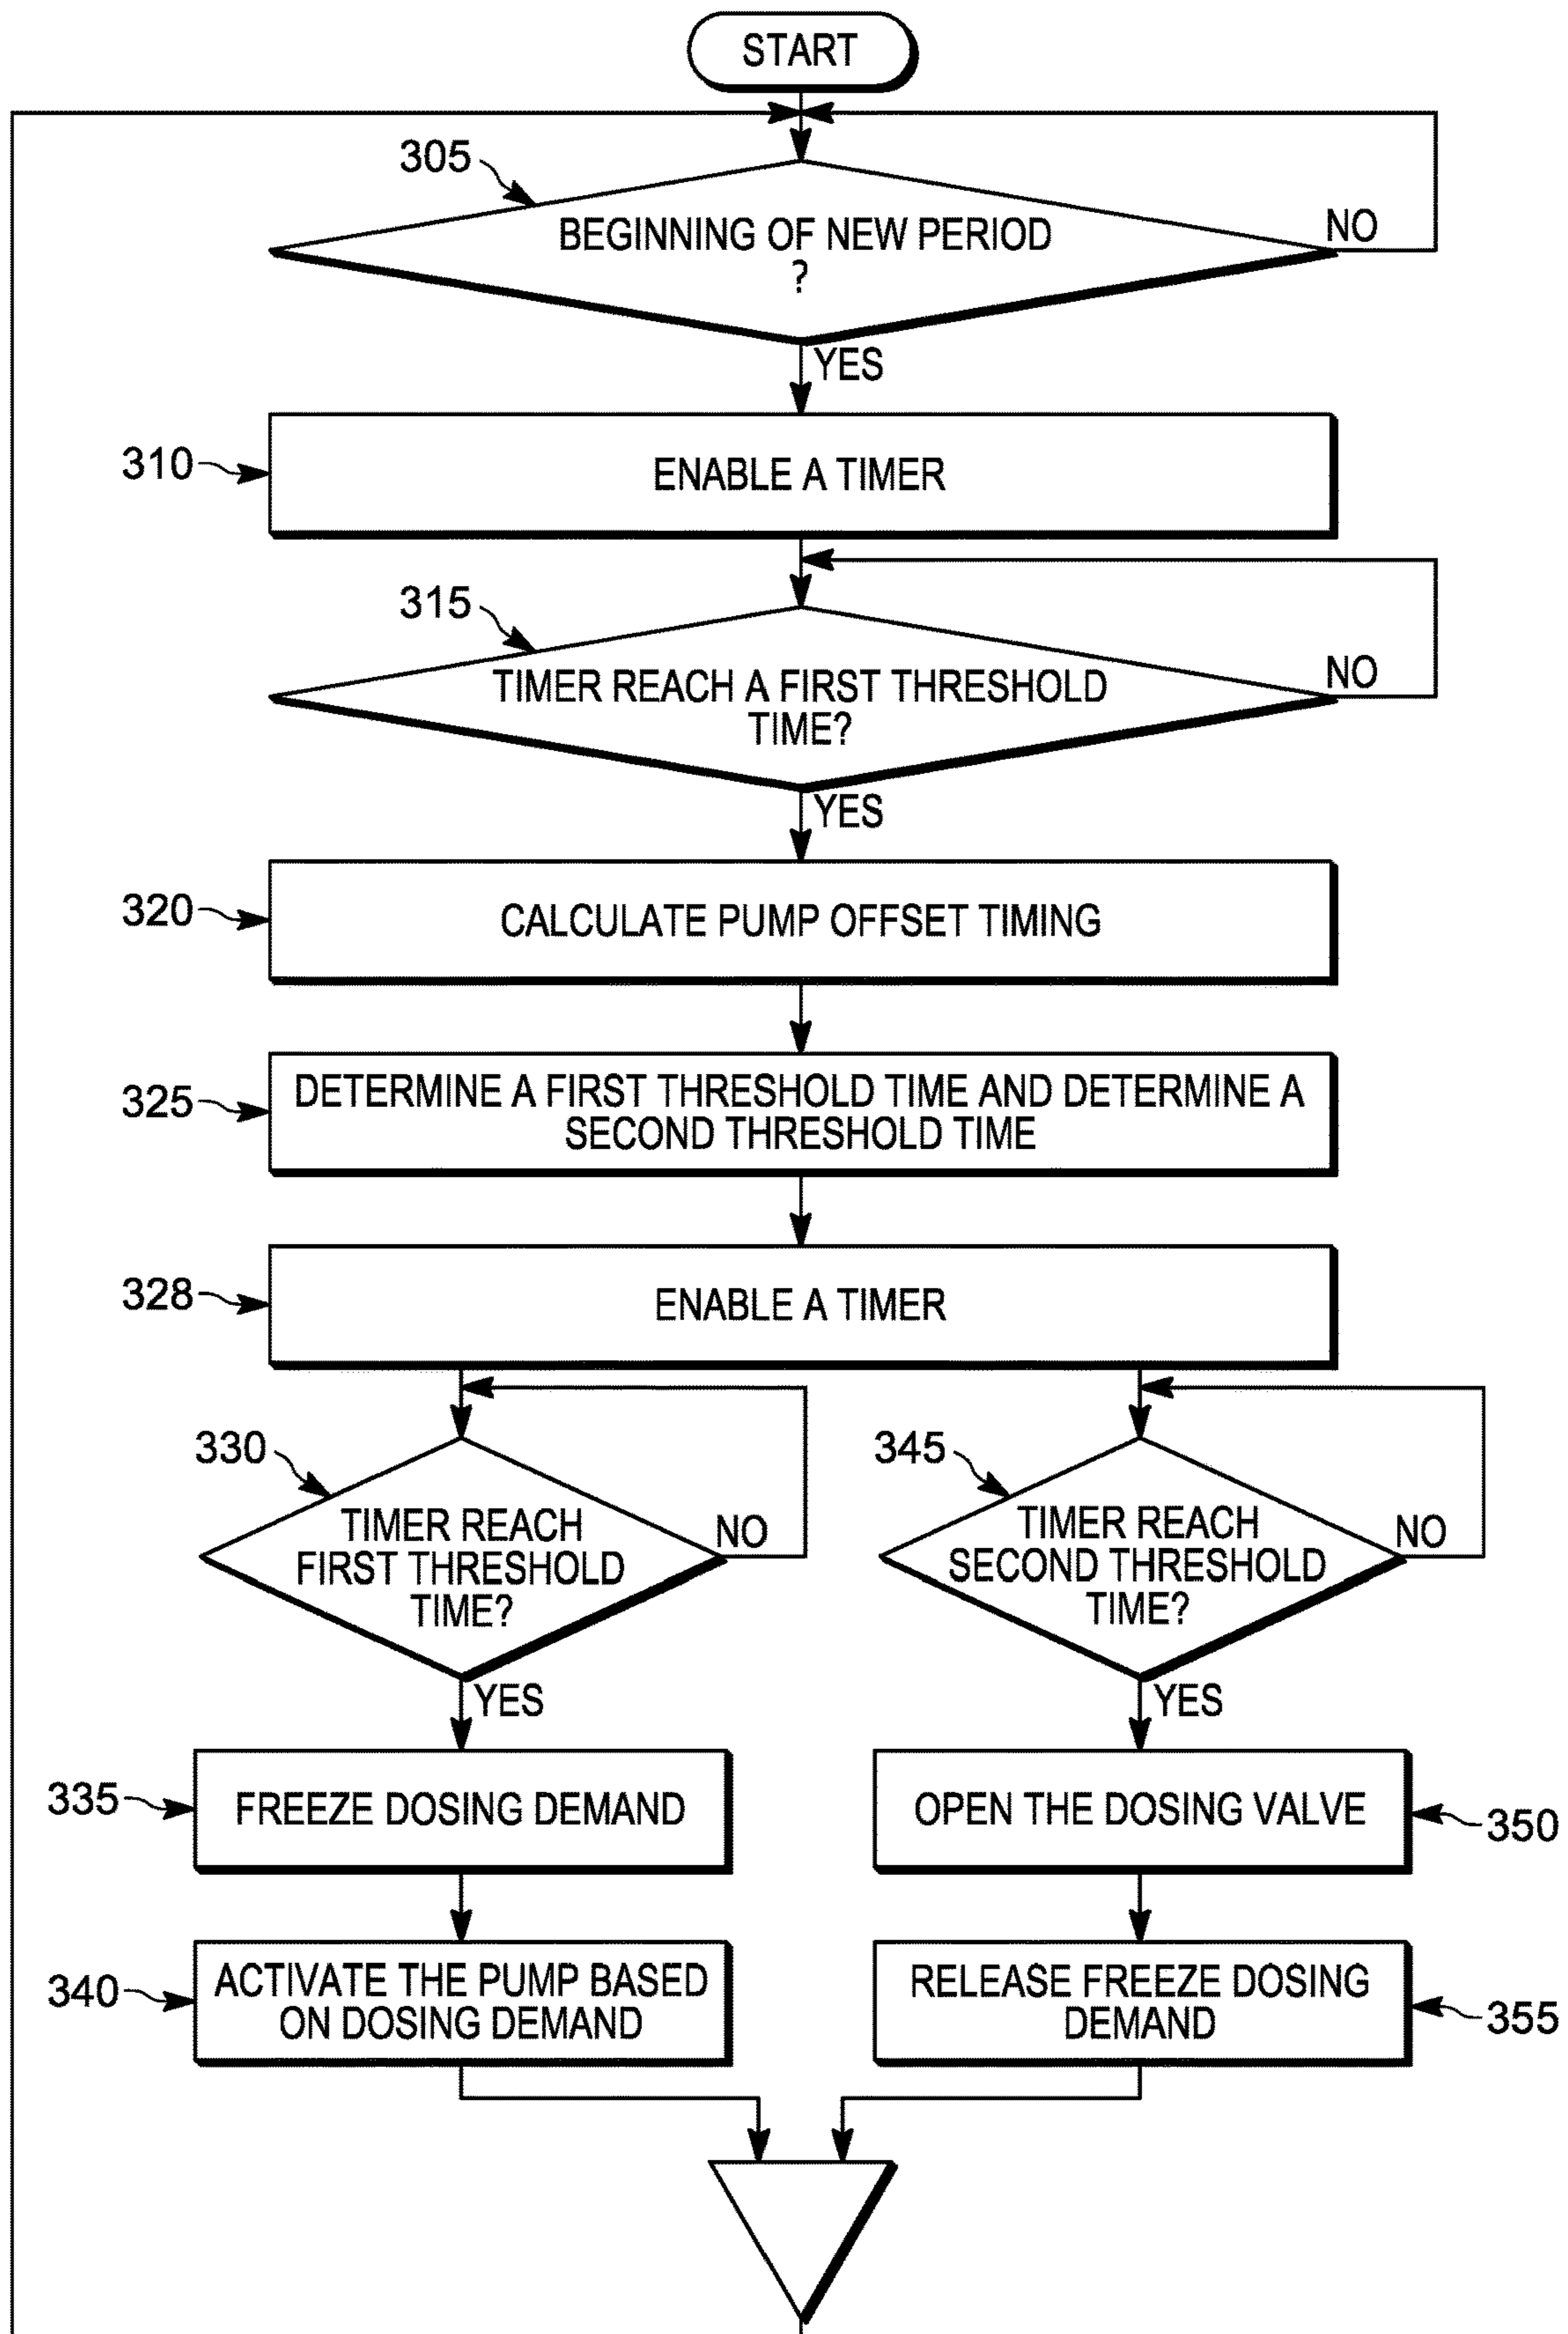 START
305
BEGINNING OF NEW PERIOD
?
NO
YES
310
ENABLE A TIMER
315
TIMER REACH A FIRST THRESHOLD
TIME?
NO
YES
320
CALCULATE PUMP OFFSET TIMING
325
DETERMINE A FIRST THRESHOLD TIME AND DETERMINE A
SECOND THRESHOLD TIME
328
ENABLE A TIMER
330
TIMER REACH
FIRST THRESHOLD
TIME?
NO
YES
345
TIMER REACH
SECOND THRESHOLD
TIME?
NO
YES
335
FREEZE DOSING DEMAND
OPEN THE DOSING VALVE
350
340
ACTIVATE THE PUMP BASED
ON DOSING DEMAND
RELEASE FREEZE DOSING
DEMAND
355